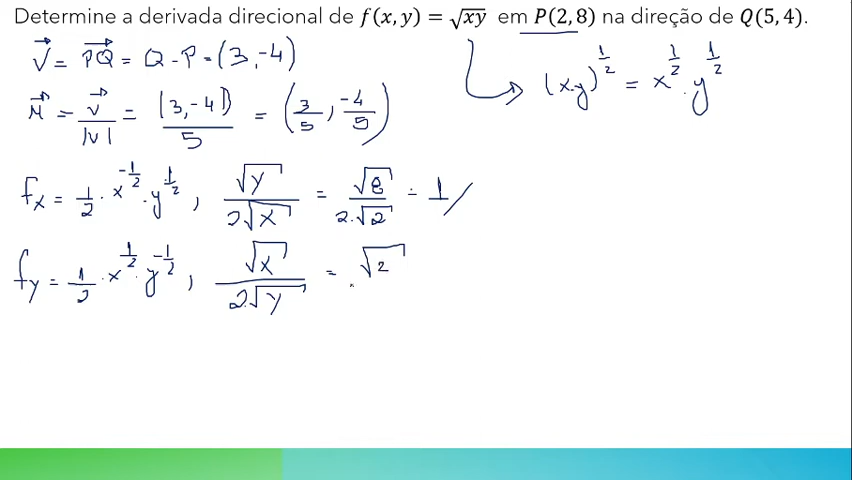 Determine a derivada direcional de f(x, y) = √xy em P(2, 8) na direção de Q(5, 4).
V⃗ = PQ⃗ = Q - P = (3, -4)
(x.y)^1/2 = x^1/2 . y^1/2
M⃗ = v⃗/|v| = (3, -4)/5 = (3/5, -4/5)
fx = 1/2 . x^-1/2 . y^1/2 , √y/2√x = √8/2.√2 = 1/
fy = 1/2 . x^1/2 . y^-1/2 , √x/2.√y = √2